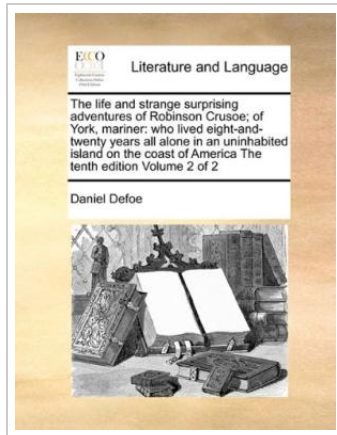 ECCO
Literature and Language
The life and strange surprising
adventures of Robinson Crusoe; of
York, mariner: who lived eight-and-
twenty years all alone in an uninhabited
island on the coast of America The
tenth edition Volume 2 of 2
Daniel Defoe